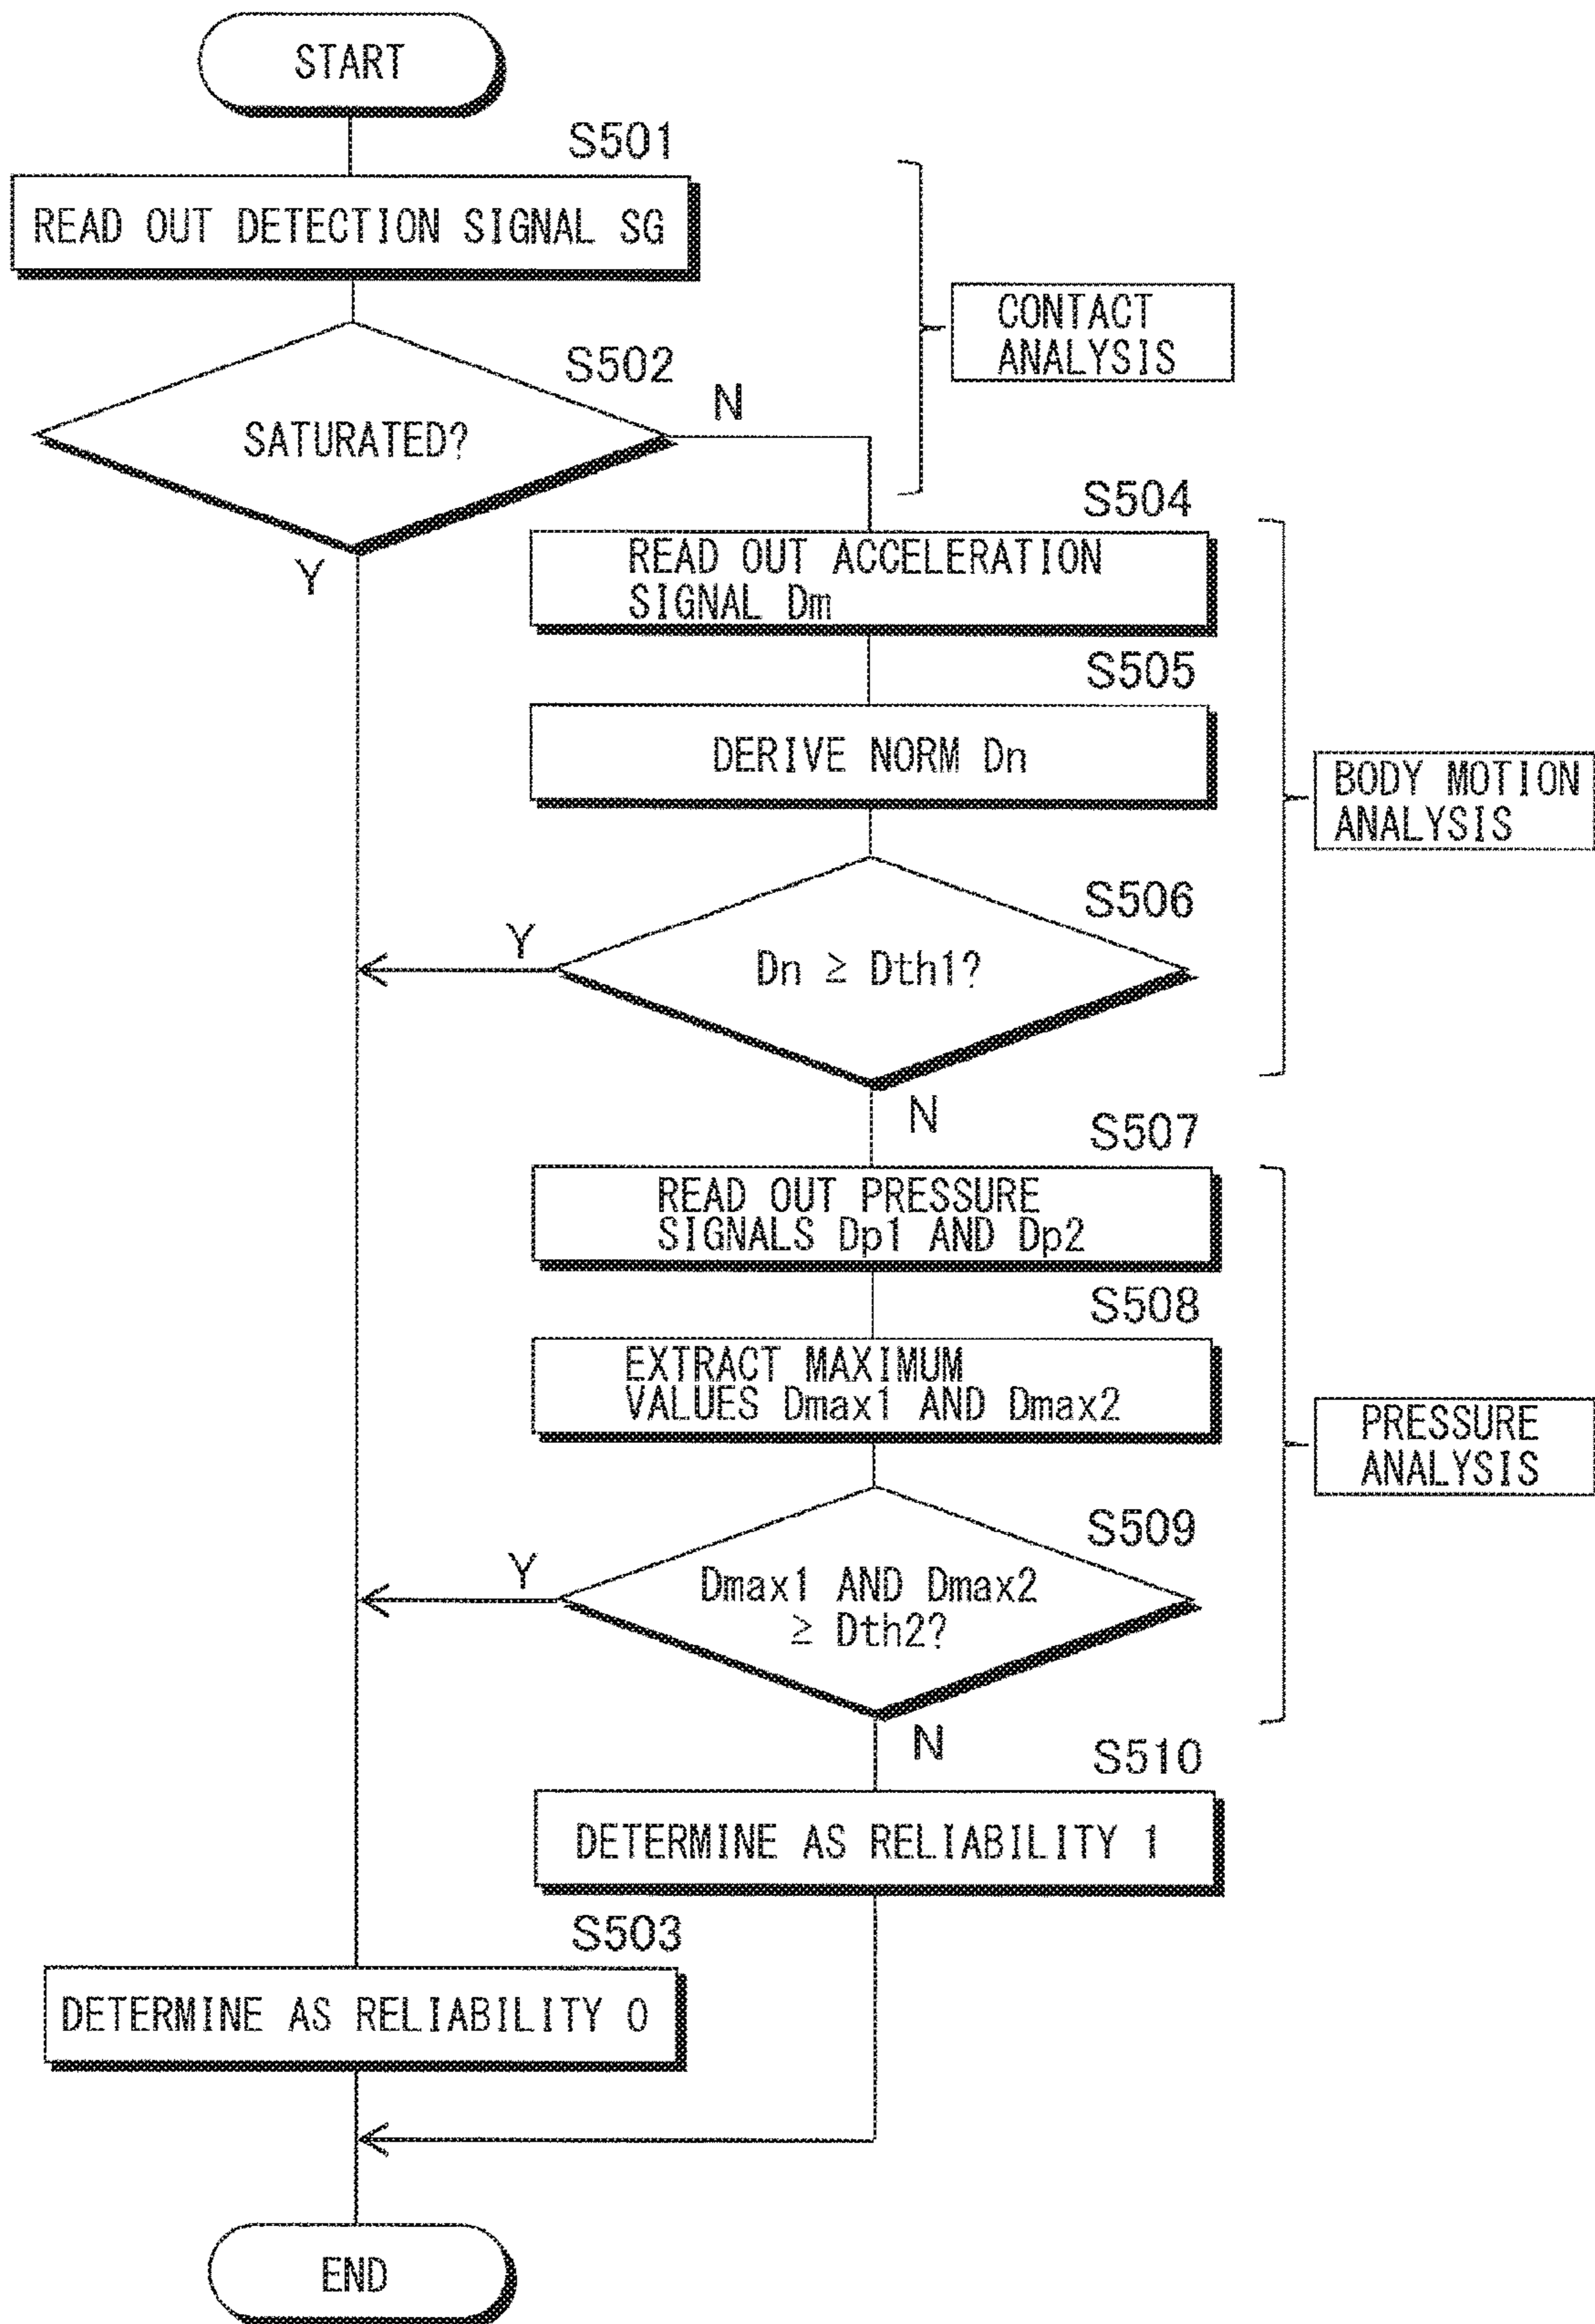 START
S501
READ OUT DETECTION SIGNAL SG
CONTACT
ANALYSIS
S502
SATURATED?
N
Y
S504
READ OUT ACCELERATION
SIGNAL Dm
S505
DERIVE NORM Dn
BODY MOTION
ANALYSIS
S506
Dn ≥ Dth1?
Y
N
S507
READ OUT PRESSURE
SIGNALS Dp1 AND Dp2
S508
EXTRACT MAXIMUM
VALUES Dmax1 AND Dmax2
PRESSURE
ANALYSIS
S509
Dmax1 AND Dmax2
≥ Dth2?
Y
N
S510
DETERMINE AS RELIABILITY 1
S503
DETERMINE AS RELIABILITY 0
END